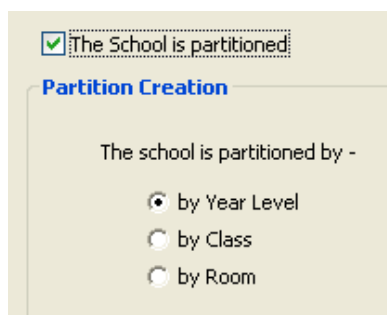 The School is partitioned
Partition Creation
The school is partitioned by -
by Year Level
by Class
by Room